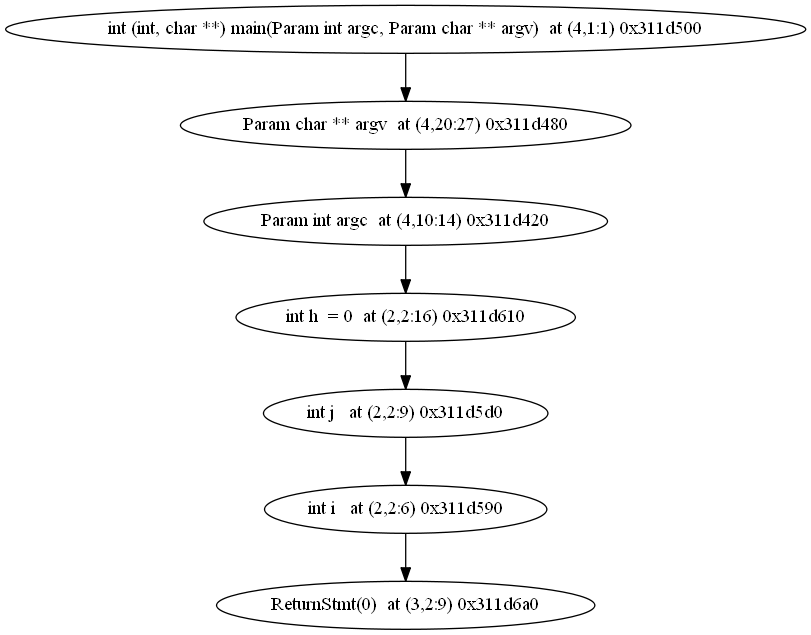 int (int, char **) main(Param int argc, Param char ** argv) at (4,1:1) 0x311d500
Param char ** argv at (4,20:27) 0x311d480
Param int argc at (4,10:14) 0x311d420
int h = 0 at (2,2:16) 0x311d610
int j at (2,2:9) 0x311d5d0
int i at (2,2:6) 0x311d590
ReturnStmt(0) at (3,2:9) 0x311d6a0